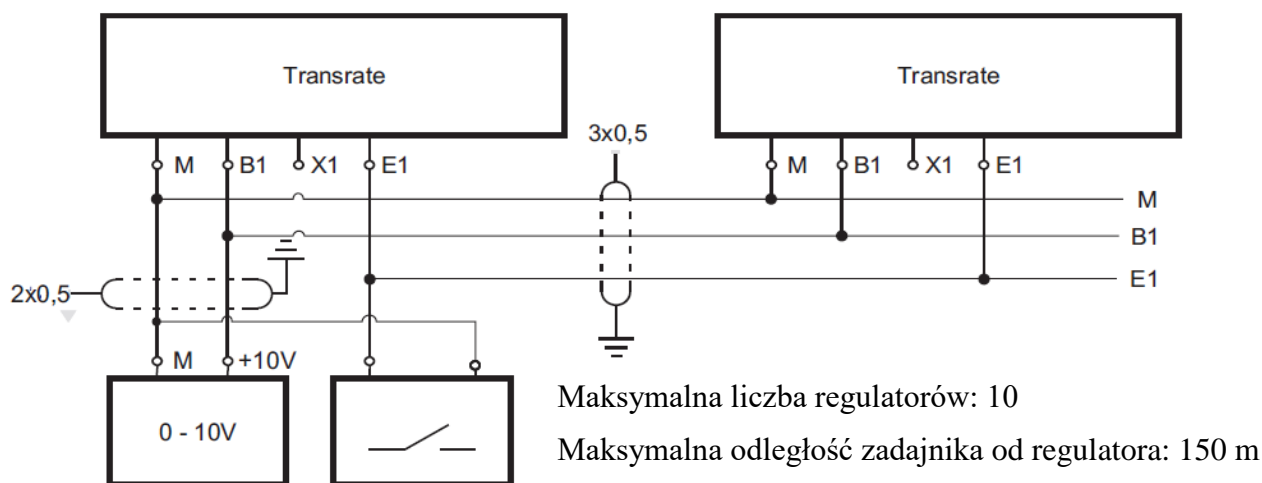 Transrate
Transrate
3x0,5
M B1 X1 E1
M B1 X1 E1
M
B1
E1
2x0,5
M +10V
0 - 10V
Maksymalna liczba regulatorów: 10
Maksymalna odległość zadajnika od regulatora: 150 m